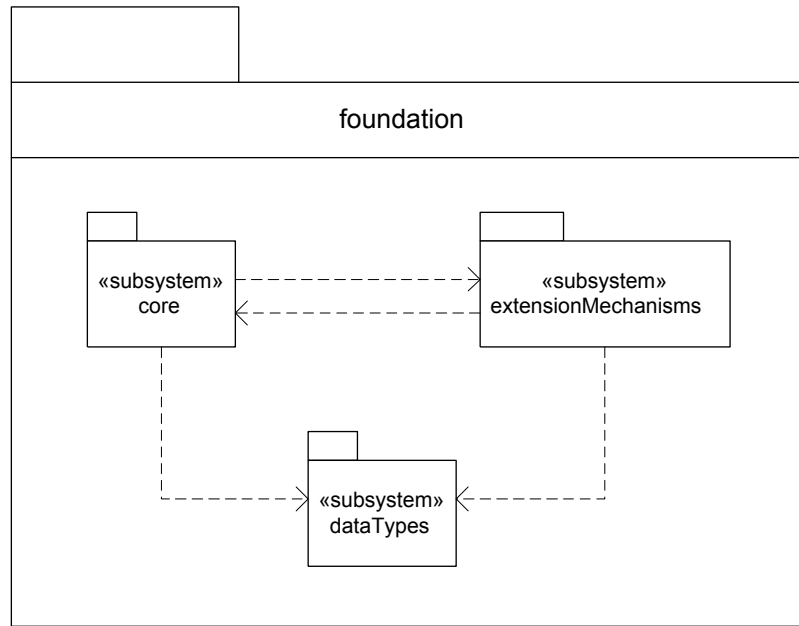 foundation
«subsystem»
core
«subsystem»
extensionMechanisms
«subsystem»
dataTypes